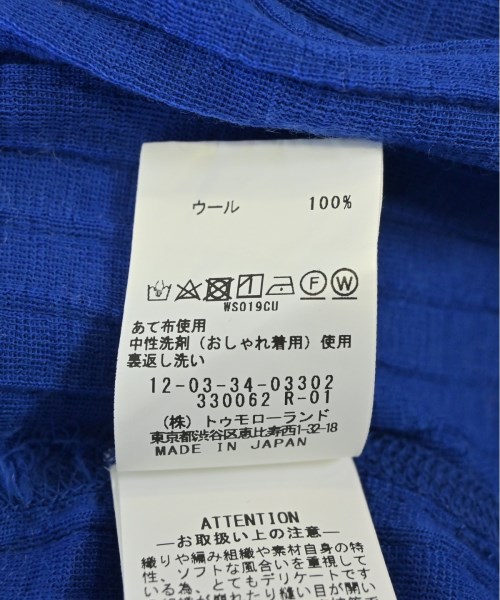 ウール 100%
F W
WS019CU
あて布使用
中性洗剤（おしゃれ着用）使用
裏返し洗い
12-03-34-03302
330062 R-01
（株）トゥモローランド
東京都渋谷区恵比寿西1-32-18
MADE IN JAPAN
ATTENTION
―お取扱い上の注意―
織りや編み組織や素材自身の特
性、ソフトな風合いを重視して
いる為、とてもデリケートです